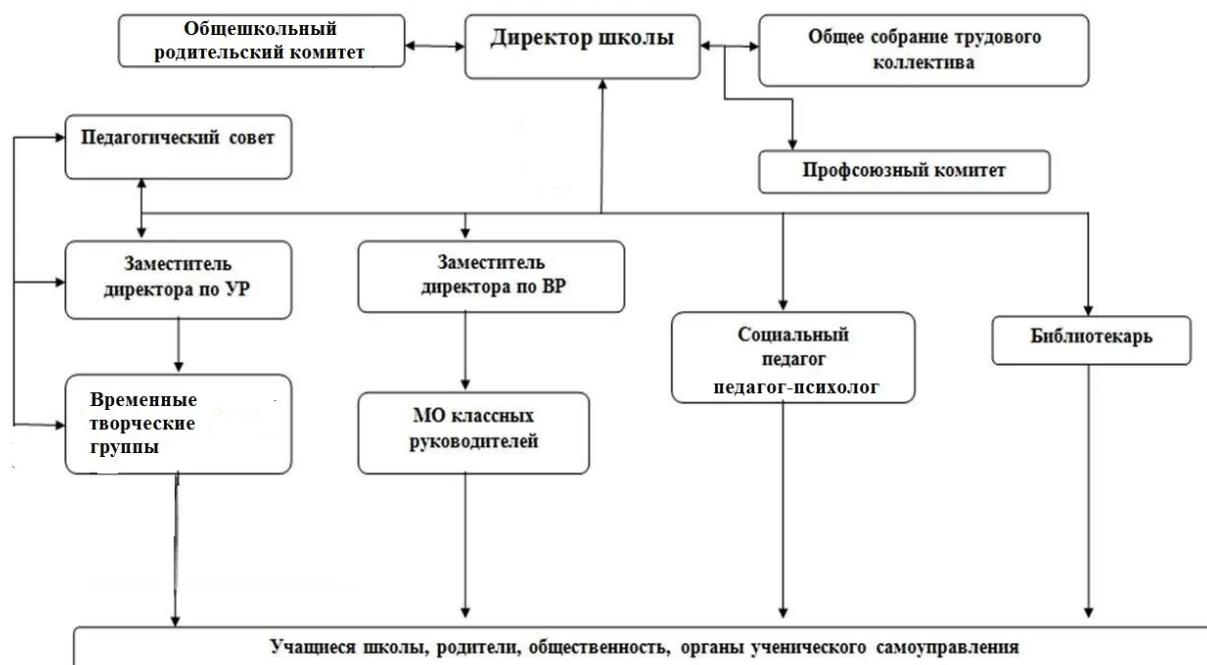 Общешкольный
родительский комитет
Директор школы
Общее собрание трудового
коллектива
Педагогический совет
Профсоюзный комитет
Заместитель
директора по УР
Заместитель
директора по ВР
Социальный
педагог
педагог-психолог
Библиотекарь
Временные
творческие
группы
МО классных
руководителей
Учащиеся школы, родители, общественность, органы ученического самоуправления